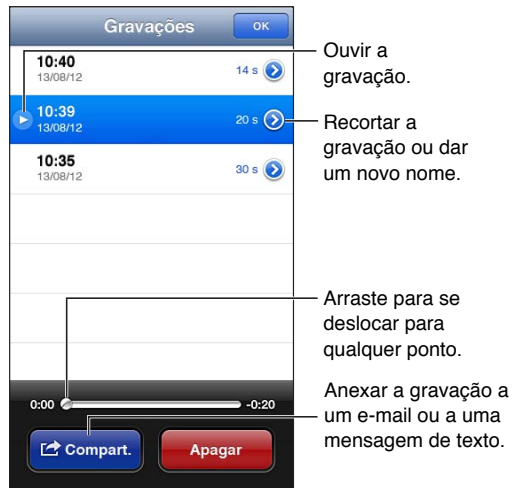 Gravações OK
10:40
13/08/12
14 s
10:39
13/08/12
20 s
10:35
13/08/12
30 s
0:00 -0:20
Compart. Apagar
Ouvir a
gravação.
Recortar a
gravação ou dar
um novo nome.
Arraste para se
deslocar para
qualquer ponto.
Anexar a gravação a
um e-mail ou a uma
mensagem de texto.